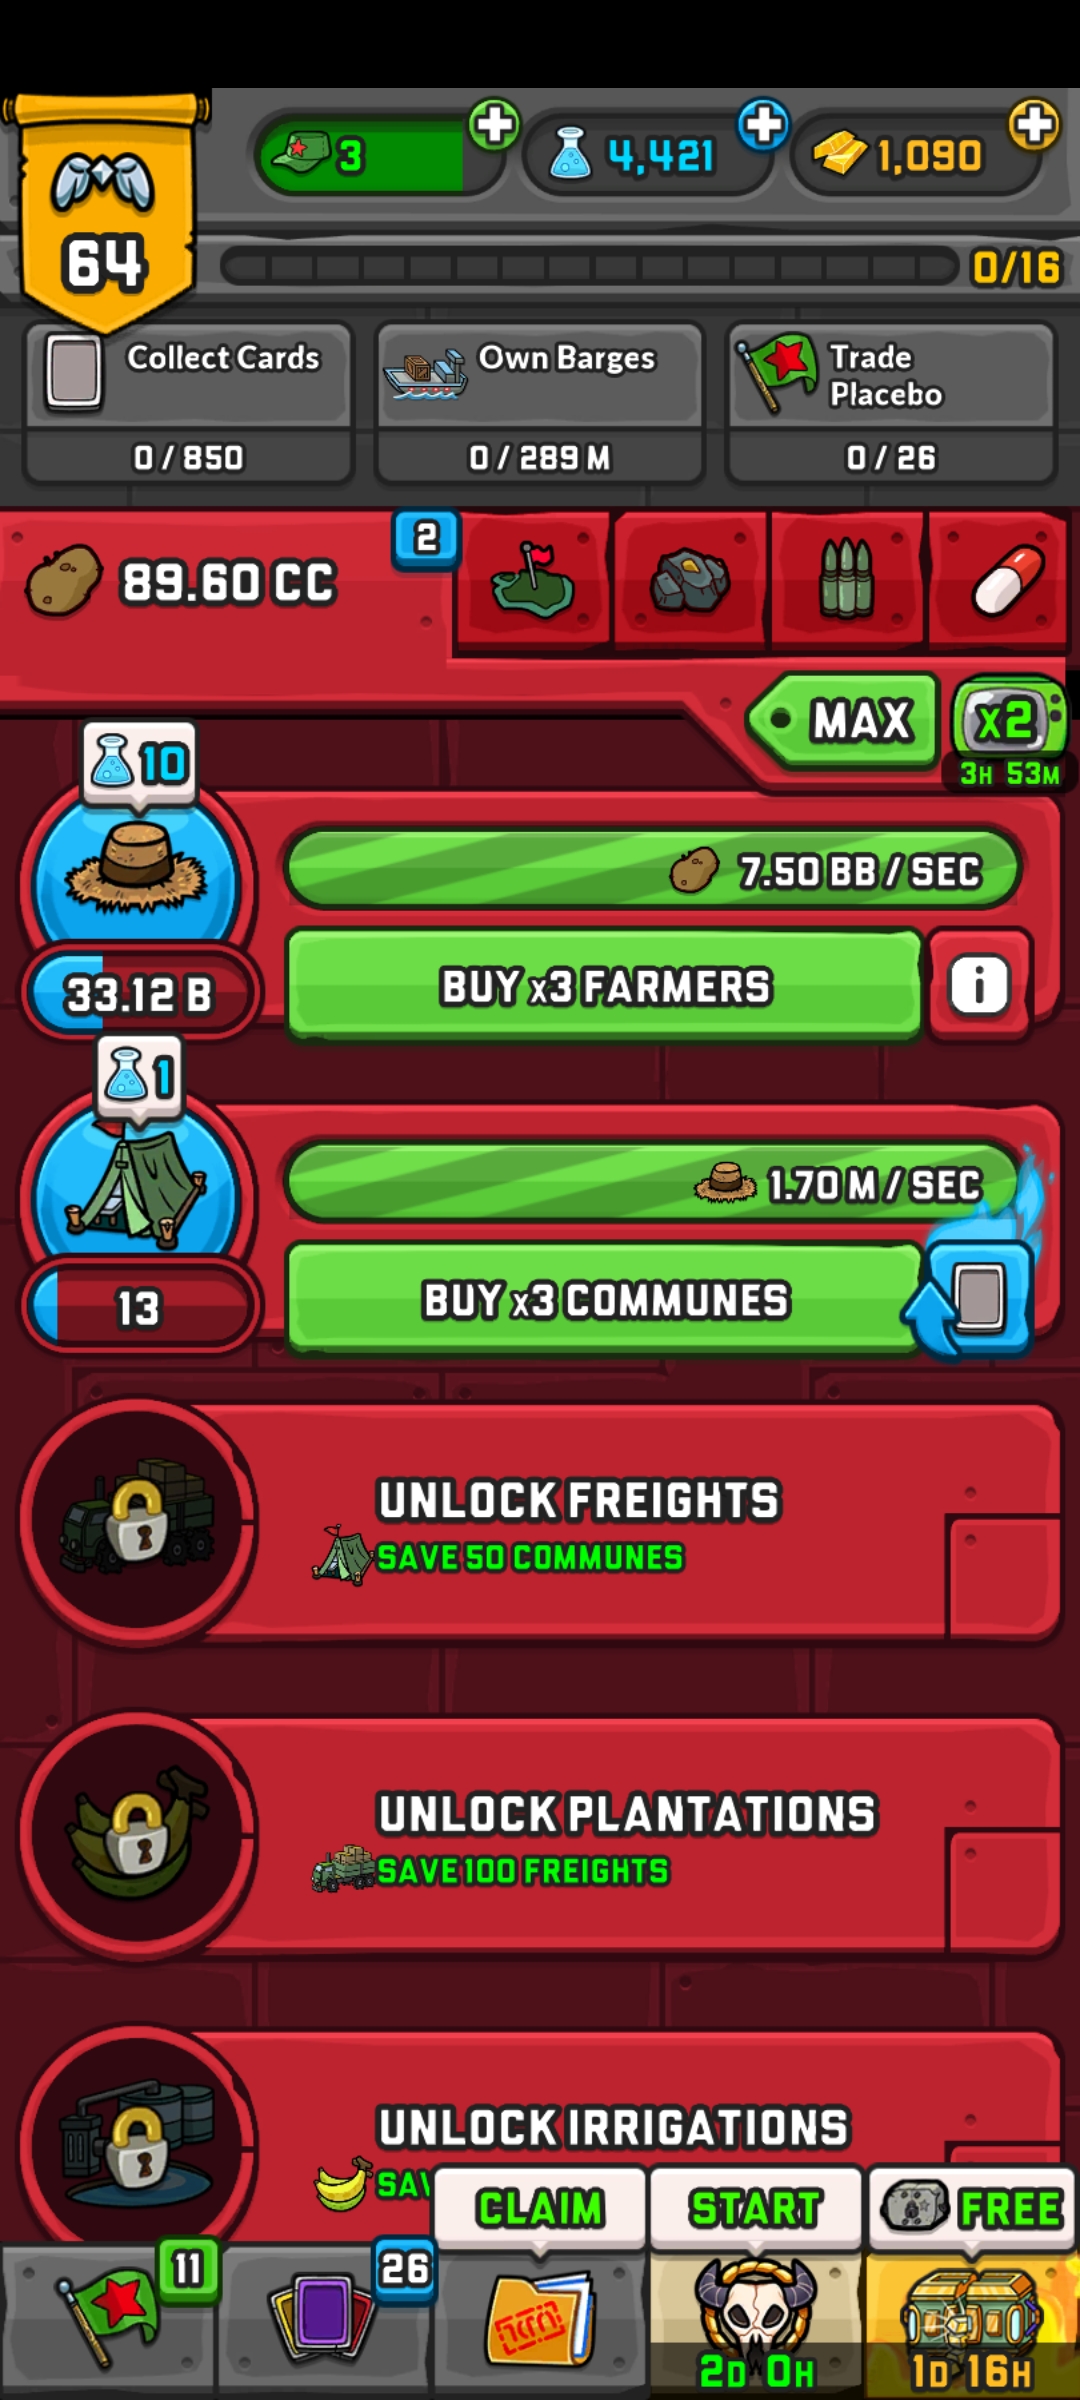 3
4,421
1,090
64
0/16
Collect Cards
0 / 850
Own Barges
0 / 289 M
Trade
Placebo
0 / 26
89.60 CC
2
MAX
x2
3H 53M
10
7.50 BB / SEC
33.12 B
BUY x3 FARMERS
i
1
1.70 M / SEC
13
BUY x3 COMMUNES
UNLOCK FREIGHTS
SAVE 50 COMMUNES
UNLOCK PLANTATIONS
SAVE 100 FREIGHTS
UNLOCK IRRIGATIONS
CLAIM
START
FREE
11
26
2D 0H
1D 16H